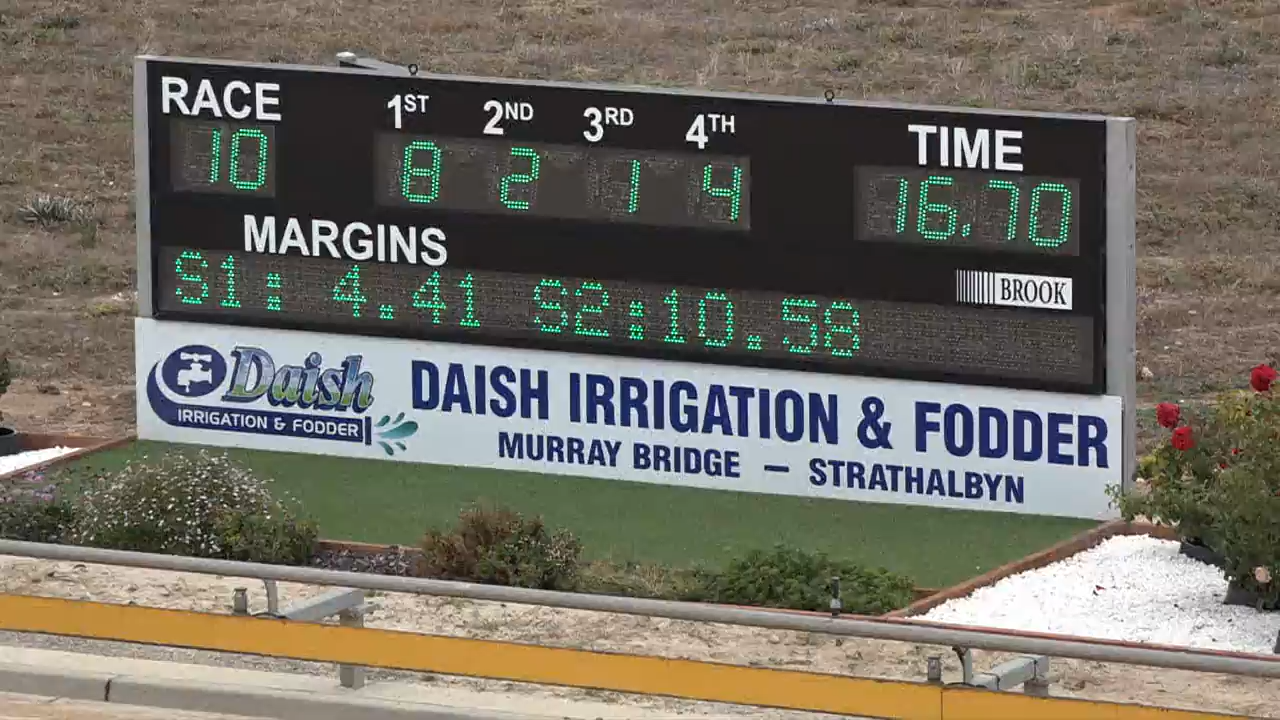 RACE 1ST 2ND 3RD 4TH TIME
10 8 2 1 4 16.70
MARGINS
S1: 4.41 S2:10.58
BROOK
Daish
IRRIGATION & FODDER
DAISH IRRIGATION & FODDER
MURRAY BRIDGE – STRATHALBYN